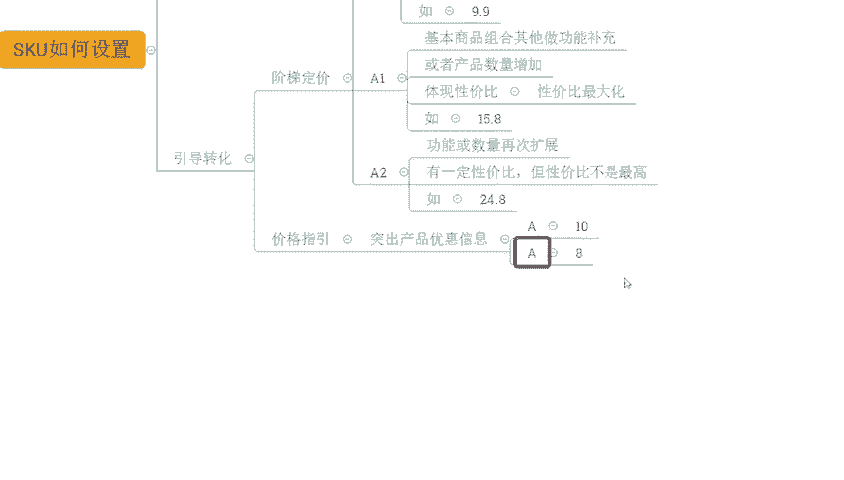 如 9.9
基本商品组合其他做功能补充
或者产品数量增加
阶梯定价 A1
体现性价比 性价比最大化
如 15.8
SKU如何设置
引导转化
功能或数量再次扩展
A2 有一定性价比，但性价比不是最高
如 24.8
价格指引 突出产品优惠信息
A 10
A 8